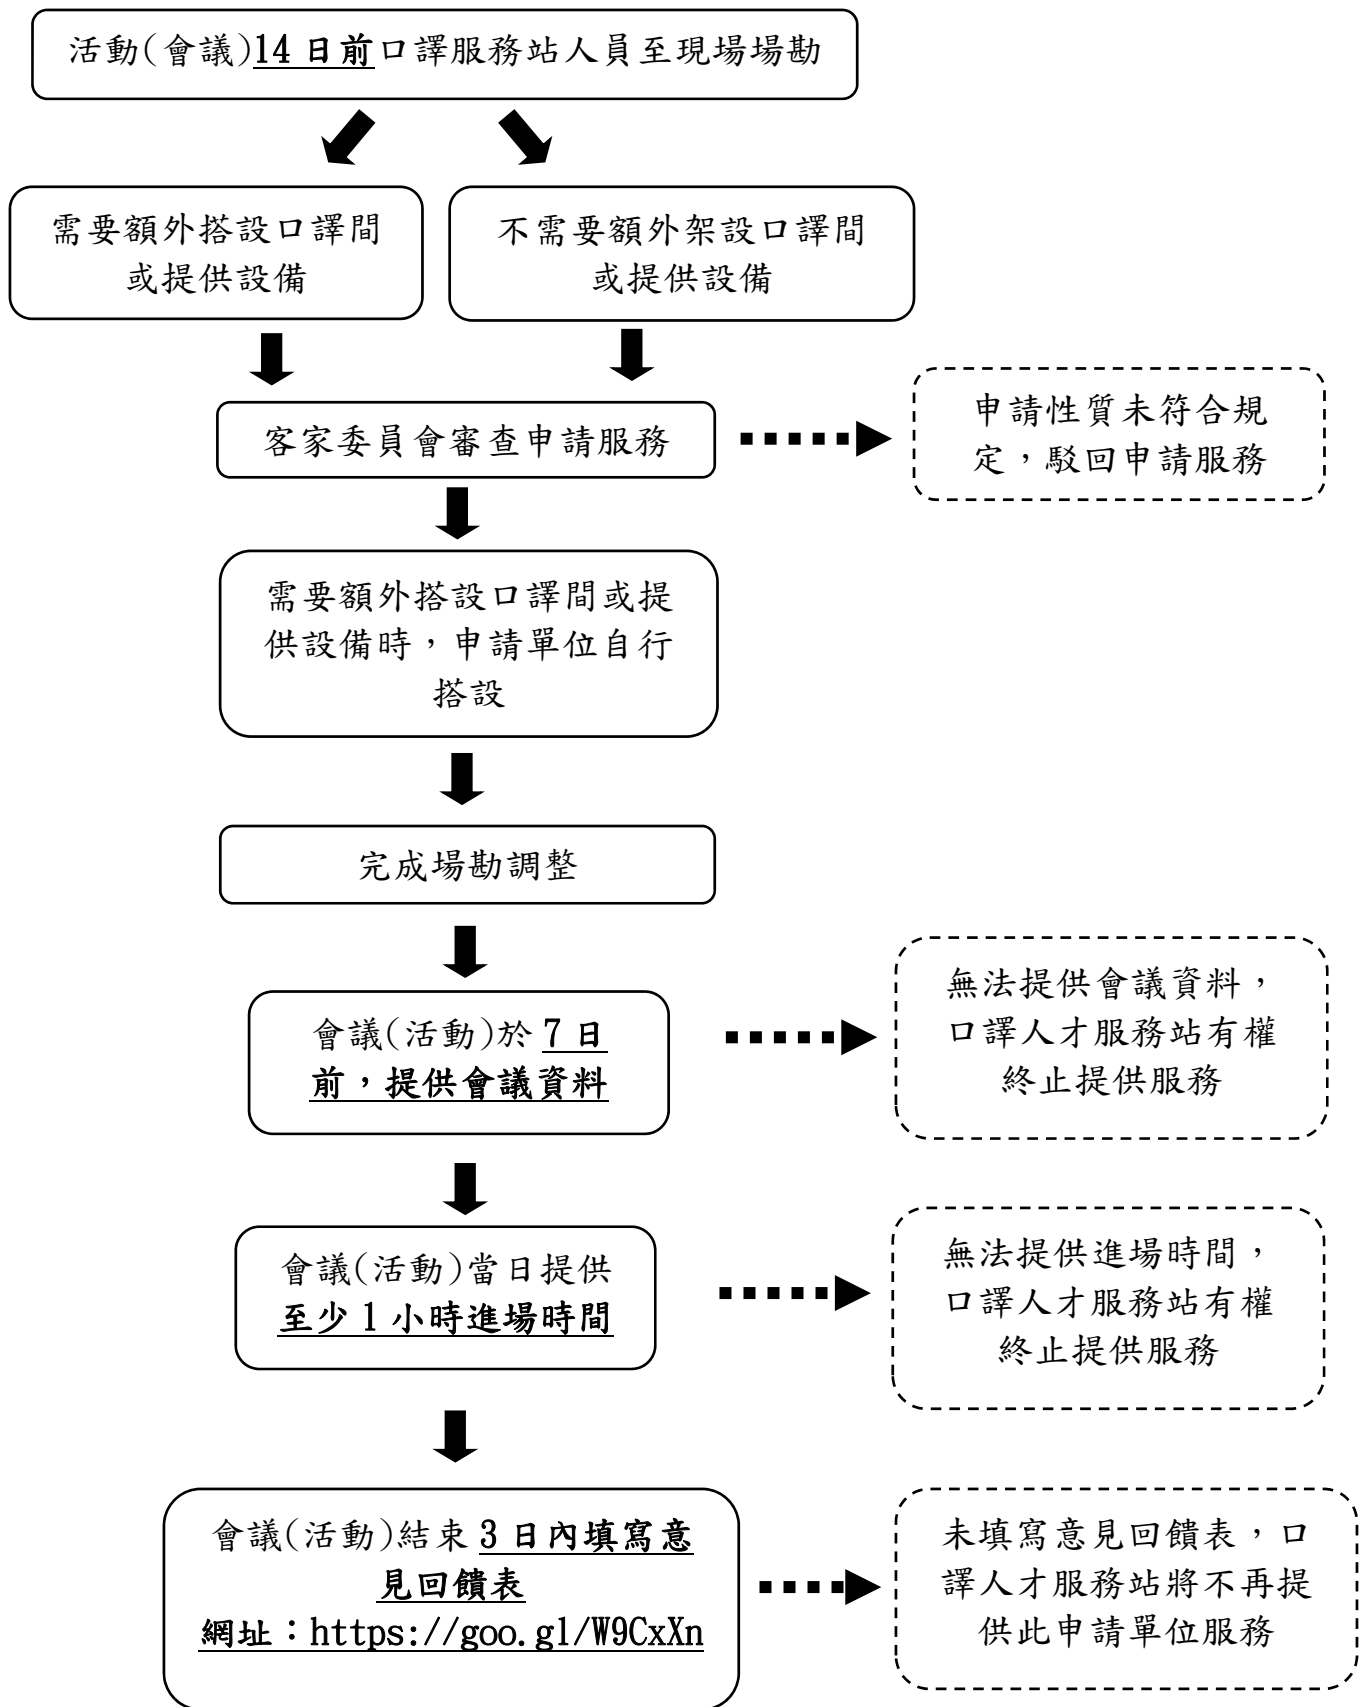 活動(會議)14 日前口譯服務站人員至現場場勘
需要額外搭設口譯間
或提供設備
不需要額外架設口譯間
或提供設備
客家委員會審查申請服務
申請性質未符合規
定，駁回申請服務
需要額外搭設口譯間或提
供設備時，申請單位自行
搭設
完成場勘調整
會議(活動)於 7 日
前，提供會議資料
無法提供會議資料，
口譯人才服務站有權
終止提供服務
會議(活動)當日提供
至少 1 小時進場時間
無法提供進場時間，
口譯人才服務站有權
終止提供服務
會議(活動)結束 3 日內填寫意
見回饋表
網址：https://goo.gl/W9CxXn
未填寫意見回饋表，口
譯人才服務站將不再提
供此申請單位服務